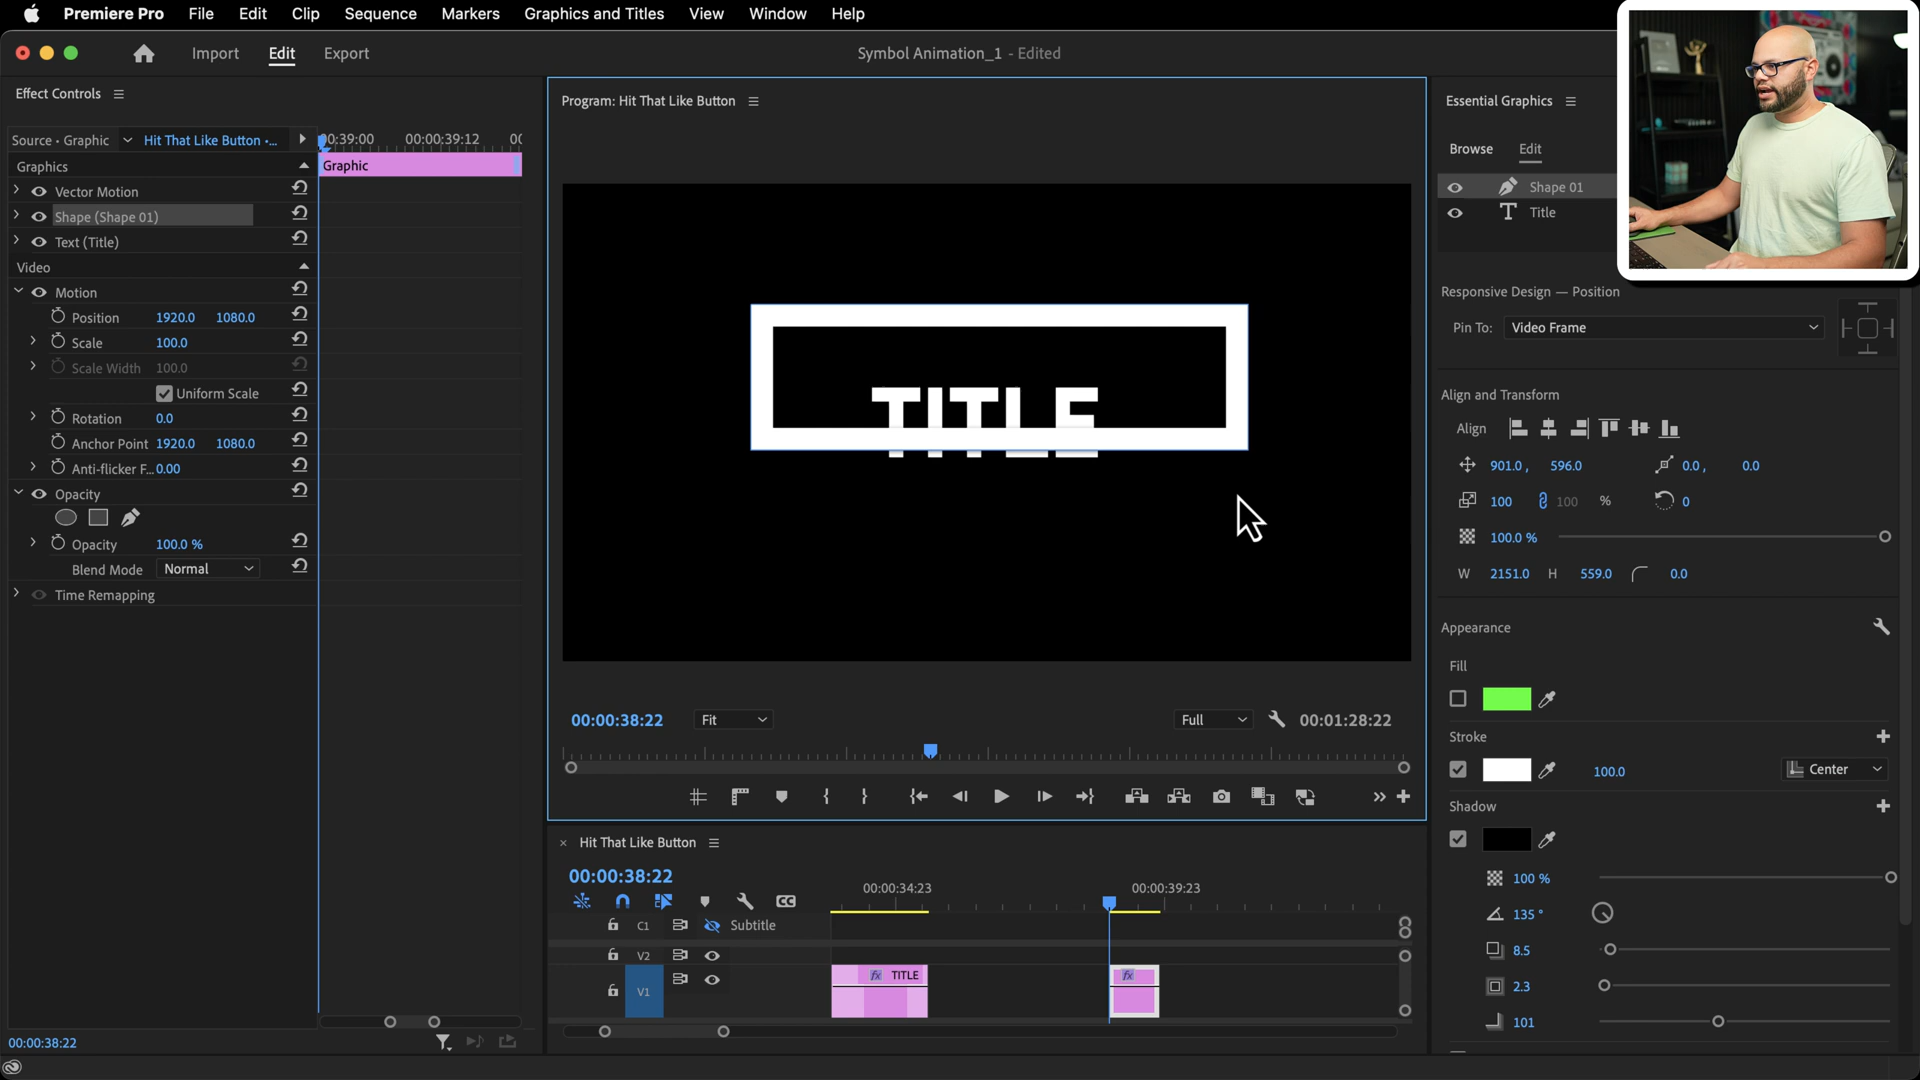 Premiere Pro File Edit Clip Sequence Markers Graphics and Titles View Window Help
Import Edit Export
Symbol Animation_1 - Edited
Effect Controls
Source • Graphic Hit That Like Button •...
00:39:00 00:00:39:12 00
Graphics
Graphic
Vector Motion
Shape (Shape 01)
Text (Title)
Video
Motion
Position 1920.0 1080.0
Scale 100.0
Scale Width 100.0
Uniform Scale
Rotation 0.0
Anchor Point 1920.0 1080.0
Anti-flicker F... 0.00
Opacity
Opacity 100.0 %
Blend Mode Normal
Time Remapping
00:00:38:22
Program: Hit That Like Button
TITLE
00:00:38:22 Fit Full 00:01:28:22
Hit That Like Button
00:00:38:22
CC
00:00:34:23 00:00:39:23
C1 Subtitle
V2
V1
fx TITLE
fx
Essential Graphics
Browse Edit
Shape 01
T Title
Responsive Design — Position
Pin To: Video Frame
Align and Transform
Align
901.0 , 596.0 0.0 , 0.0
100 100 % 0
100.0 %
W 2151.0 H 559.0 0.0
Appearance
Fill
Stroke
100.0 Center
Shadow
100 %
135 °
8.5
2.3
101